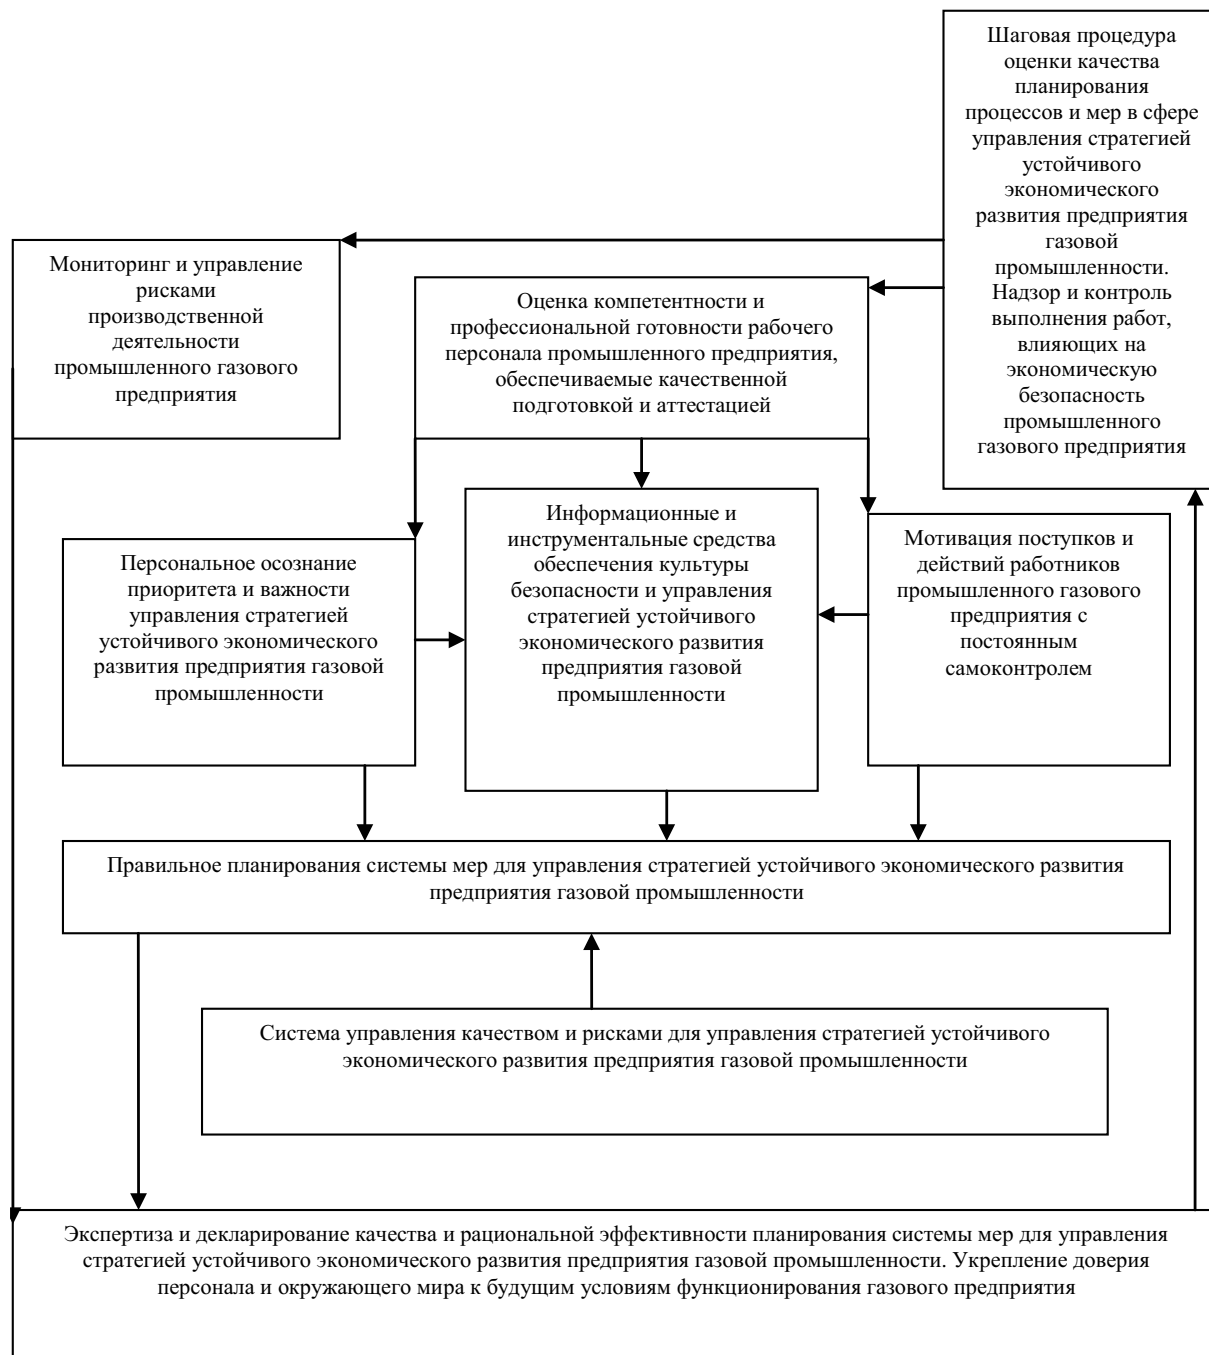 Шаговая процедура
оценки качества
планирования
процессов и мер в сфере
управления стратегией
устойчивого
экономического
развития предприятия
газовой
промышленности.
Надзор и контроль
выполнения работ,
влияющих на
экономическую
безопасность
промышленного
газового предприятия
Мониторинг и управление
рисками
производственной
деятельности
промышленного газового
предприятия
Оценка компетентности и
профессиональной готовности рабочего
персонала промышленного предприятия,
обеспечиваемые качественной
подготовкой и аттестацией
Персональное осознание
приоритета и важности
управления стратегией
устойчивого экономического
развития предприятия газовой
промышленности
Информационные и
инструментальные средства
обеспечения культуры
безопасности и управления
стратегией устойчивого
экономического развития
предприятия газовой
промышленности
Мотивация поступков и
действий работников
промышленного газового
предприятия с
постоянным
самоконтролем
Правильное планирования системы мер для управления стратегией устойчивого экономического развития
предприятия газовой промышленности
Система управления качеством и рисками для управления стратегией устойчивого
экономического развития предприятия газовой промышленности
Экспертиза и декларирование качества и рациональной эффективности планирования системы мер для управления
стратегией устойчивого экономического развития предприятия газовой промышленности. Укрепление доверия
персонала и окружающего мира к будущим условиям функционирования газового предприятия